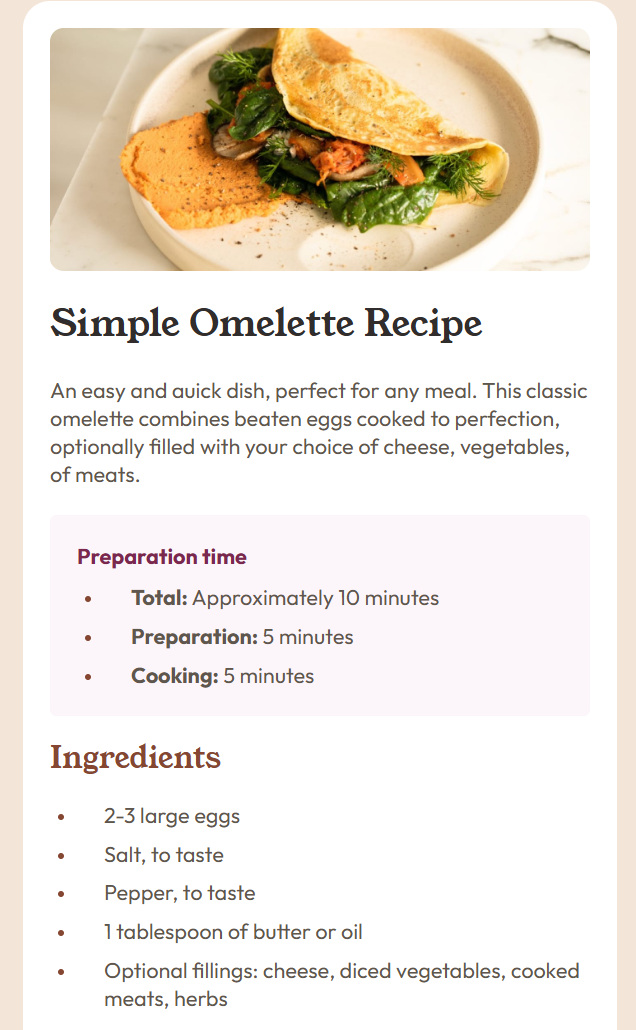 Simple Omelette Recipe
An easy and auick dish, perfect for any meal. This classic
omelette combines beaten eggs cooked to perfection,
optionally filled with your choice of cheese, vegetables,
of meats.
Preparation time
• Total: Approximately 10 minutes
• Preparation: 5 minutes
• Cooking: 5 minutes
Ingredients
• 2-3 large eggs
• Salt, to taste
• Pepper, to taste
• 1 tablespoon of butter or oil
• Optional fillings: cheese, diced vegetables, cooked
meats, herbs